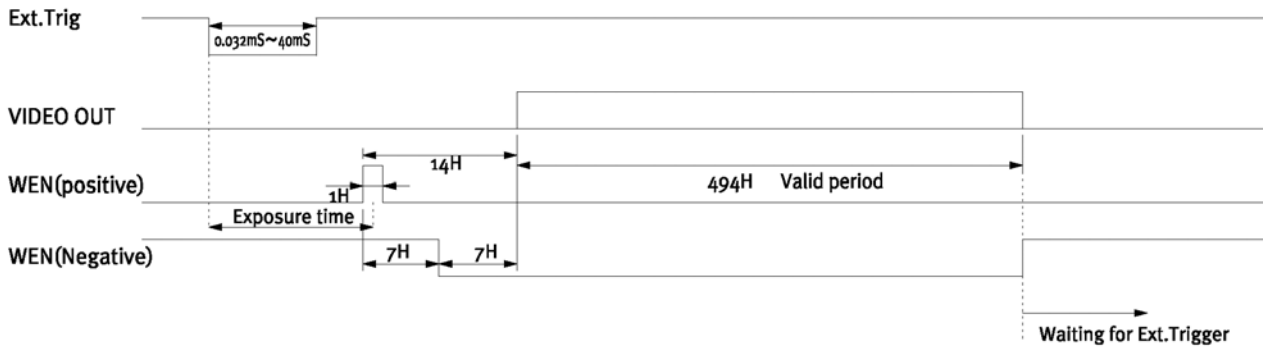 Ext.Trig
0.032mS~40mS
VIDEO OUT
14H
WEN(positive)
494H Valid period
1H
Exposure time
WEN(Negative)
7H
7H
Waiting for Ext.Trigger